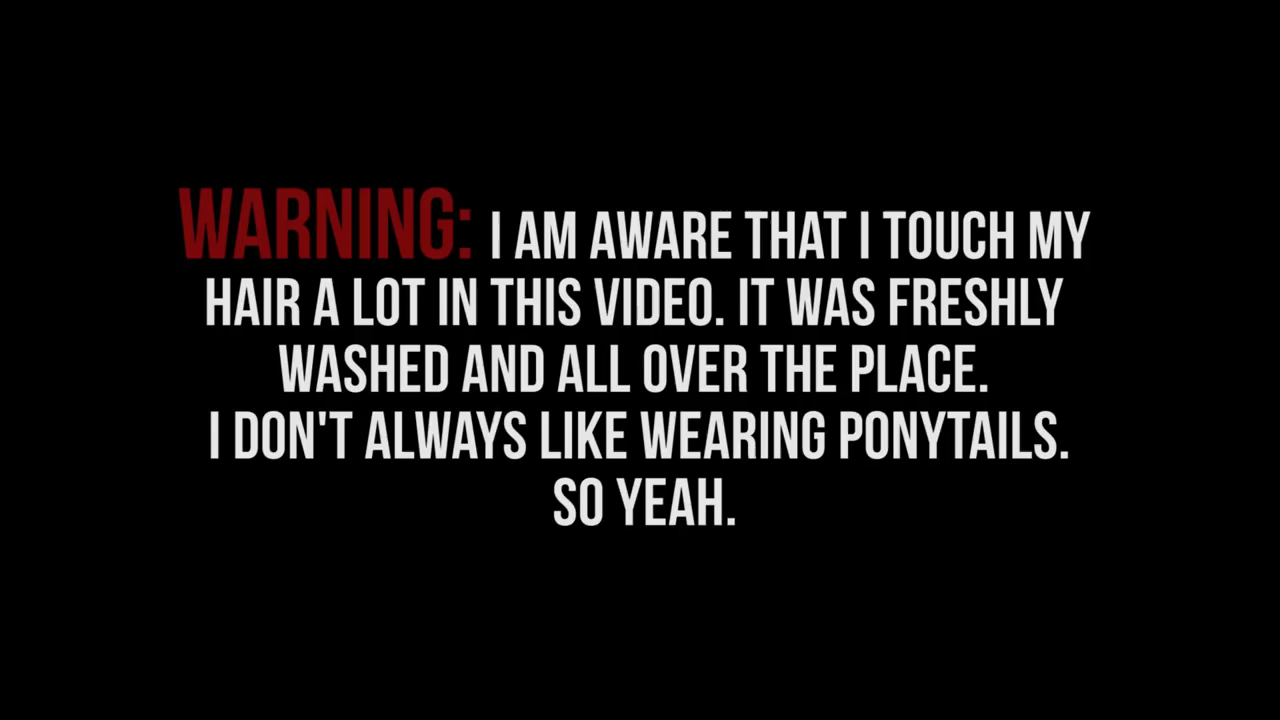 WARNING: I AM AWARE THAT I TOUCH MY
HAIR A LOT IN THIS VIDEO. IT WAS FRESHLY
WASHED AND ALL OVER THE PLACE.
I DON'T ALWAYS LIKE WEARING PONYTAILS.
SO YEAH.